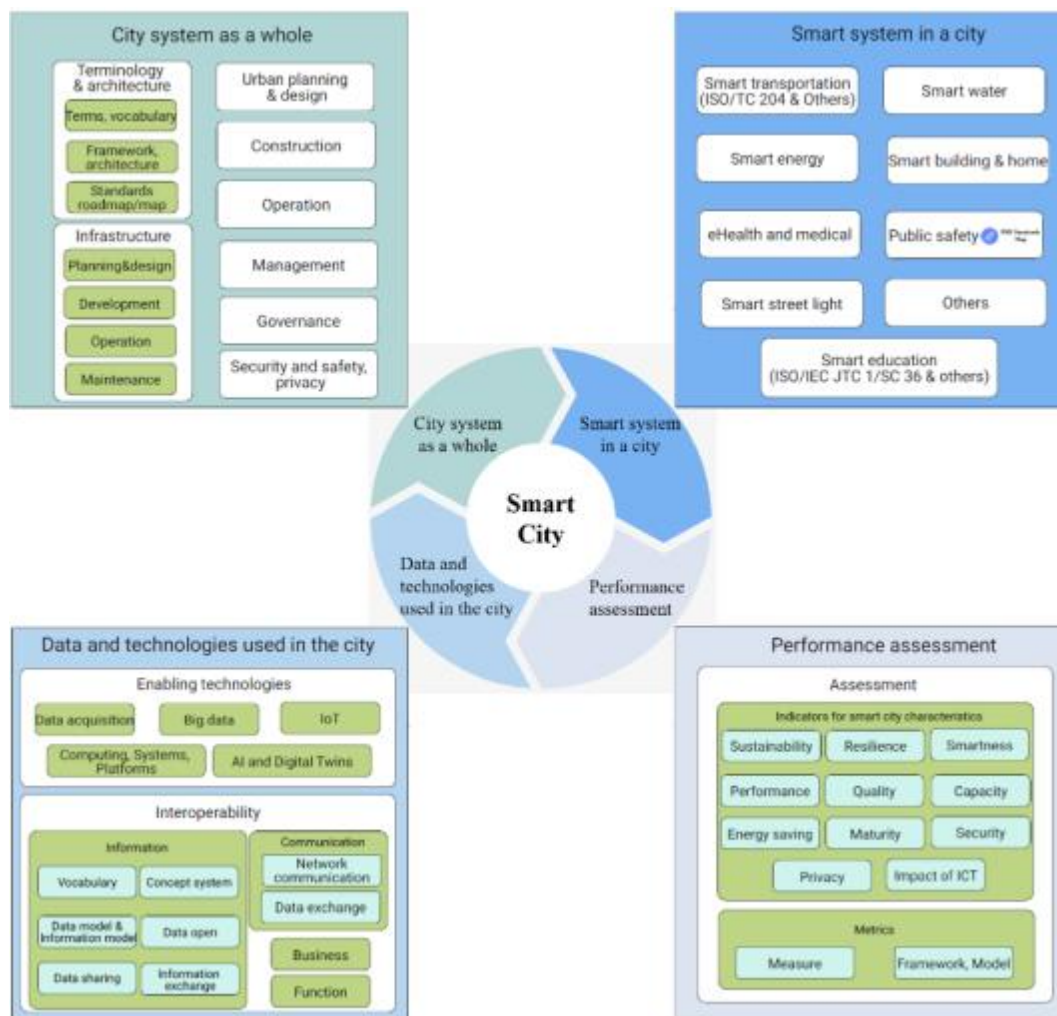 City system as a whole
Terminology
& architecture
Terms, vocabulary
Framework,
architecture
Standards
roadmap/map
Infrastructure
Planning&design
Development
Operation
Maintenance
Urban planning
& design
Construction
Operation
Management
Governance
Security and safety,
privacy
Smart system in a city
Smart transportation
(ISO/TC 204 & Others)
Smart water
Smart energy
Smart building & home
eHealth and medical
Public safety
Smart street light
Others
Smart education
(ISO/IEC JTC 1/SC 36 & others)
City system
as a whole
Smart system
in a city
Smart
City
Data and
technologies
used in the city
Performance
assessment
Data and technologies used in the city
Enabling technologies
Data acquisition
Big data
IoT
Computing, Systems,
Platforms
AI and Digital Twins
Interoperability
Information
Vocabulary
Concept system
Data model &
Information model
Data open
Data sharing
Information
exchange
Communication
Network
communication
Data exchange
Business
Function
Performance assessment
Assessment
Indicators for smart city characteristics
Sustainability
Resilience
Smartness
Performance
Quality
Capacity
Energy saving
Maturity
Security
Privacy
Impact of ICT
Metrics
Measure
Framework, Model